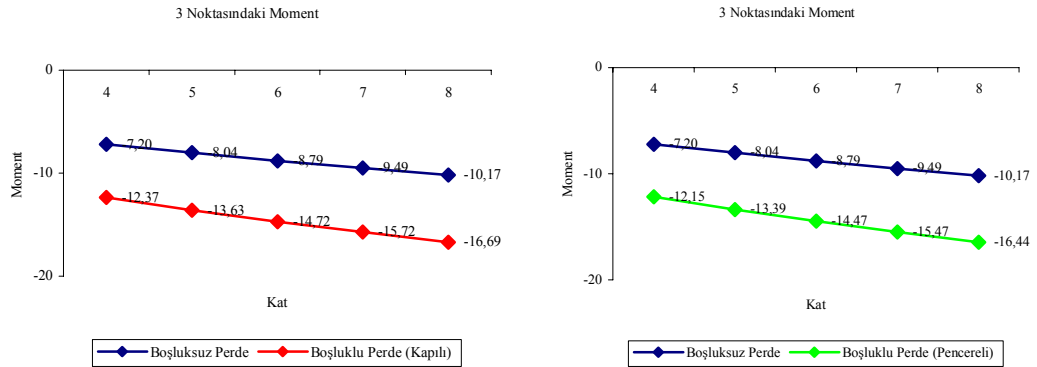 3 Noktasındaki Moment
0
4 5 6 7 8
-7,20 -8,04 -8,79 -9,49 -10,17
-10
-12,37 -13,63 -14,72 -15,72 -16,69
-20
Moment
Kat
Boşluksuz Perde Boşluklu Perde (Kapılı)
3 Noktasındaki Moment
0
4 5 6 7 8
-7,20 -8,04 -8,79 -9,49 -10,17
-10
-12,15 -13,39 -14,47 -15,47 -16,44
-20
Moment
Kat
Boşluksuz Perde Boşluklu Perde (Pencereli)